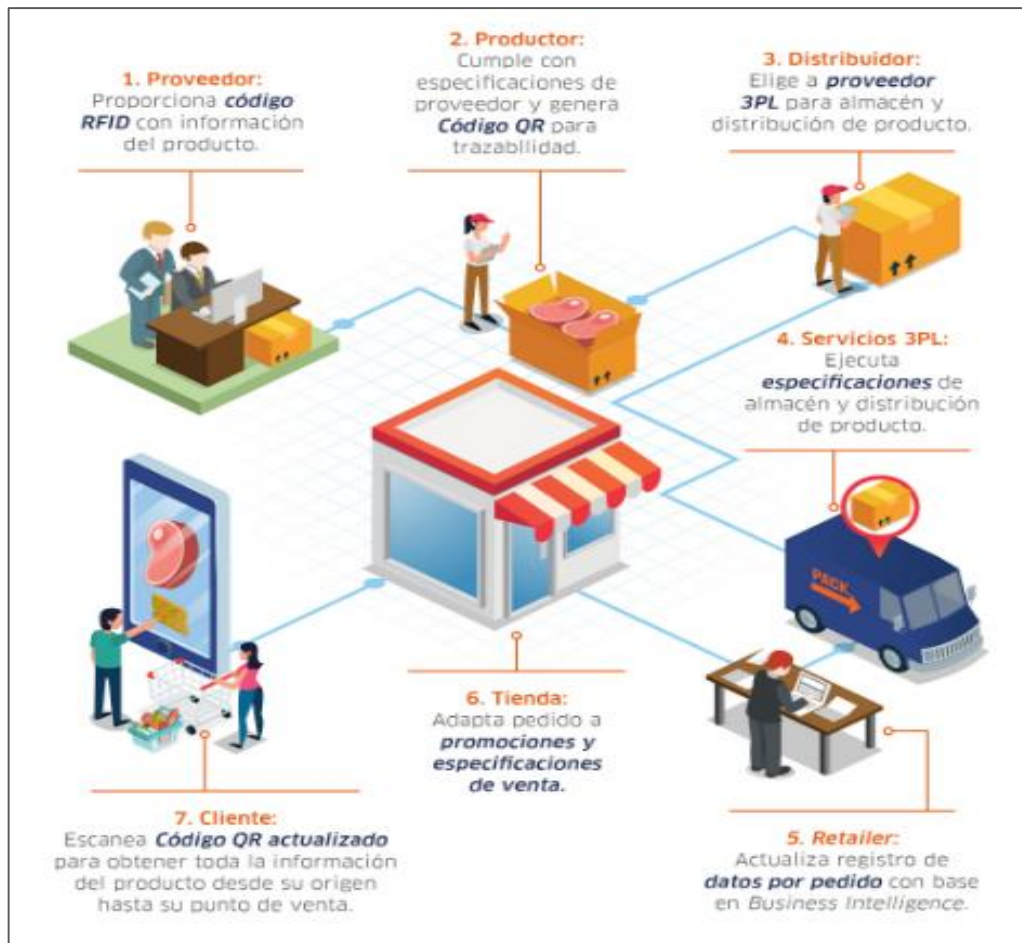 1. Proveedor:
Proporciona código
RFID con información
del producto.
2. Productor:
Cumple con
especificaciones de
proveedor y genera
Código QR para
trazabilidad.
3. Distribuidor:
Elige a proveedor
3PL para almacén y
distribución de producto.
4. Servicios 3PL:
Ejecuta
especificaciones de
almacén y distribución
de producto.
PACK
5. Retailer:
Actualiza registro de
datos por pedido con base
en Business Intelligence.
6. Tienda:
Adapta pedido a
promociones y
especificaciones
de venta.
7. Cliente:
Escanea Código QR actualizado
para obtener toda la información
del producto desde su origen
hasta su punto de venta.